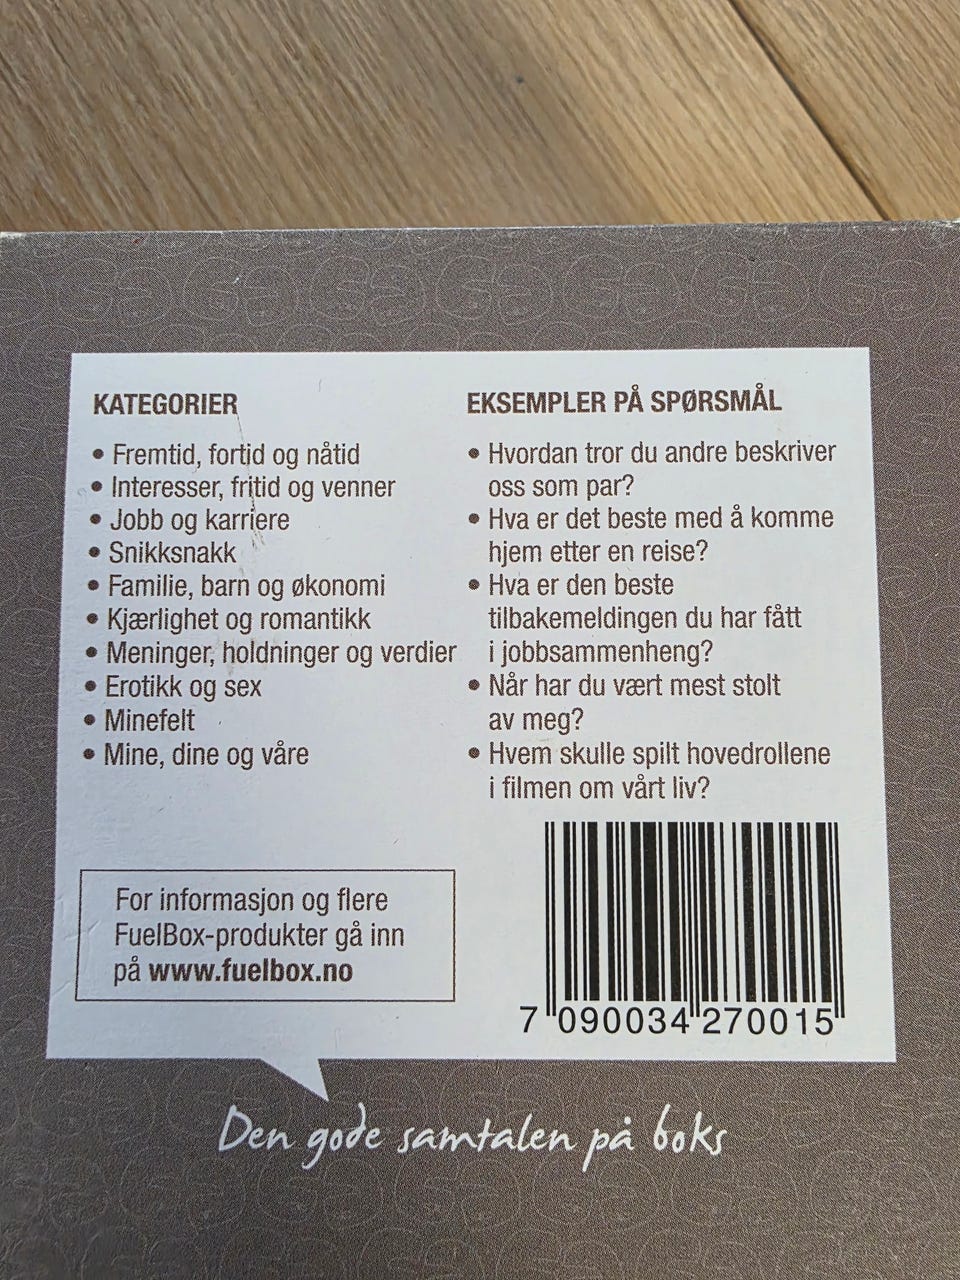 KATEGORIER
• Fremtid, fortid og nåtid
• Interesser, fritid og venner
• Jobb og karriere
• Snikksnakk
• Familie, barn og økonomi
• Kjærlighet og romantikk
• Meninger, holdninger og verdier
• Erotikk og sex
• Minefelt
• Mine, dine og våre
EKSEMPLER PÅ SPØRSMÅL
• Hvordan tror du andre beskriver
oss som par?
• Hva er det beste med å komme
hjem etter en reise?
• Hva er den beste
tilbakemeldingen du har fått
i jobbsammenheng?
• Når har du vært mest stolt
av meg?
• Hvem skulle spilt hovedrollene
i filmen om vårt liv?
For informasjon og flere
FuelBox-produkter gå inn
på www.fuelbox.no
7 090034 270015
Den gode samtalen på boks